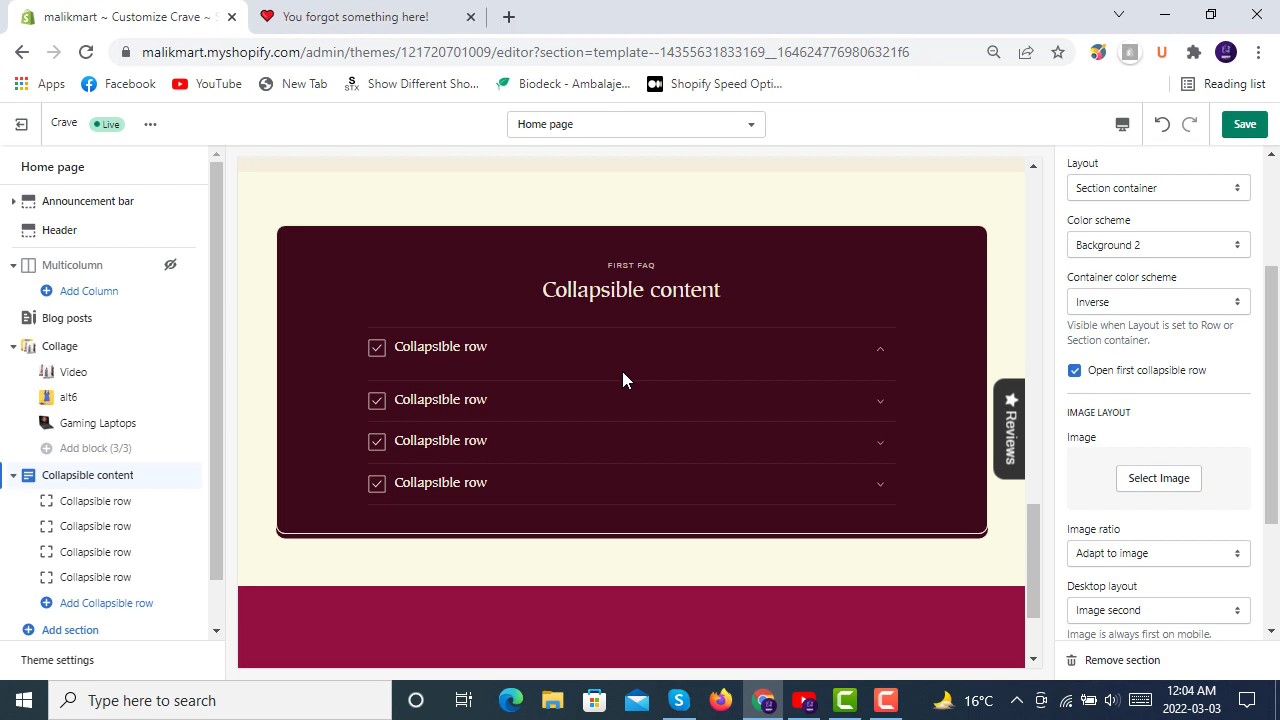 malikmart ~ Customize Crave ~ S
You forgot something here!
malikmart.myshopify.com/admin/themes/121720701009/editor?section=template--14355631833169__164624776980​6321f6
Apps
Facebook
YouTube
New Tab
STX
Show Different Sho...
Biodeck - Ambalaje...
Shopify Speed Opti...
Reading list
Crave
Live
Home page
Save
Home page
Announcement bar
Header
Multicolumn
Add Column
Blog posts
Collage
Video
alt6
Gaming Laptops
Add block (3/3)
Collapsible content
Collapsible row
Collapsible row
Collapsible row
Collapsible row
Add Collapsible row
Add section
Theme settings
FIRST FAQ
Collapsible content
Collapsible row
Collapsible row
Collapsible row
Collapsible row
Reviews
Layout
Section container
Color scheme
Background 2
Container color scheme
Inverse
Visible when Layout is set to Row or
Section container.
Open first collapsible row
IMAGE LAYOUT
Image
Select Image
Image ratio
Adapt to image
Desktop layout
Image second
Image is always first on mobile.
Remove section
Type here to search
16°C
12:04 AM
2022-03-03